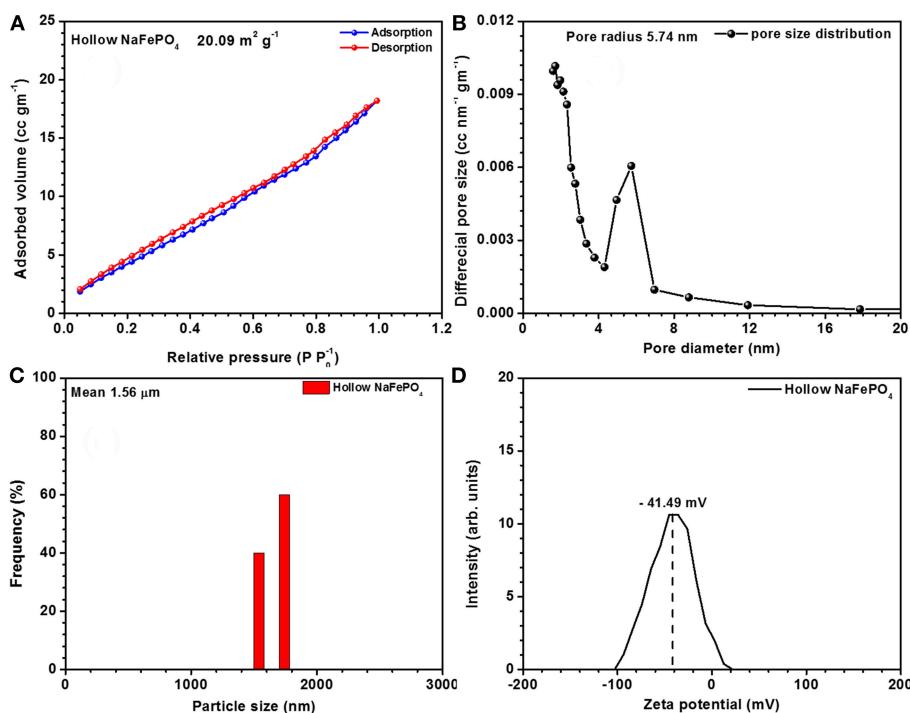 A
Hollow NaFePO₄ 20.09 m² g⁻¹
Adsorption
Desorption
Adsorbed volume (cc gm⁻¹)
25
20
15
10
5
0
0.0 0.2 0.4 0.6 0.8 1.0 1.2
Relative pressure (P P₀⁻¹)
B
Pore radius 5.74 nm
pore size distribution
Differecial pore size (cc nm⁻¹ gm⁻¹)
0.012
0.009
0.006
0.003
0.000
0 4 8 12 16 20
Pore diameter (nm)
C
Mean 1.56 μm
Hollow NaFePO₄
Frequency (%)
100
80
60
40
20
0
0 1000 2000 3000
Particle size (nm)
D
Hollow NaFePO₄
- 41.49 mV
Intensity (arb. units)
20
15
10
5
0
-200 -100 0 100 200
Zeta potential (mV)